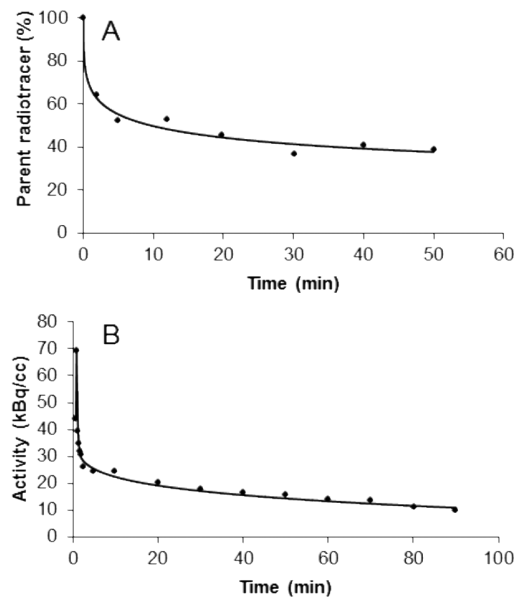 A
Parent radiotracer (%)
100
80
60
40
20
0
0 10 20 30 40 50 60
Time (min)
B
Activity (kBq/cc)
80
70
60
50
40
30
20
10
0
0 20 40 60 80 100
Time (min)